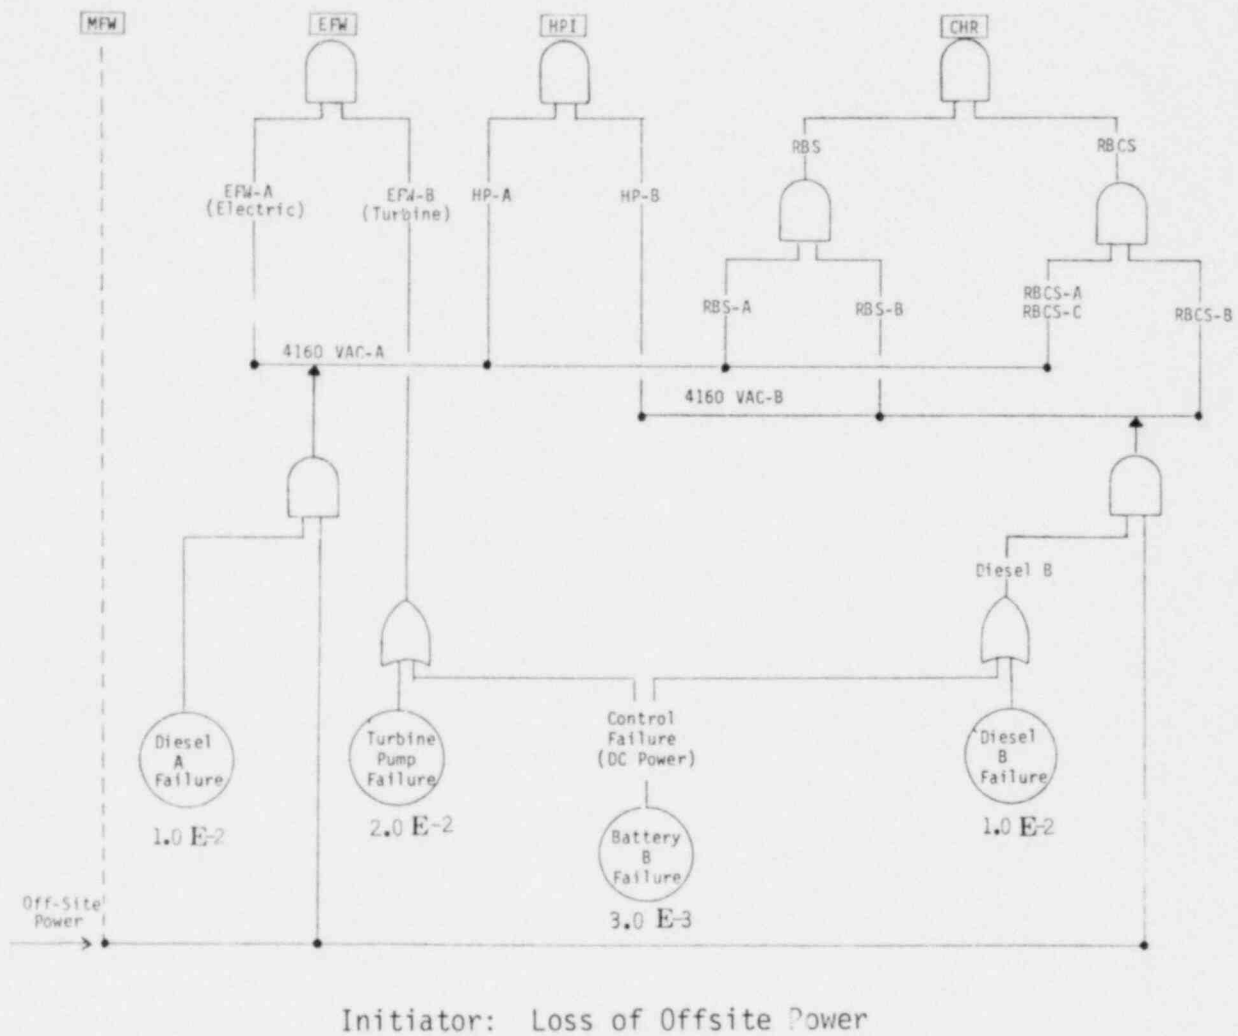 MFW
EFW
HPI
CHR
RBS
RBCS
EFW-A
(Electric)
EFW-B
(Turbine)
HP-A
HP-B
RBS-A
RBS-B
RBCS-A
RBCS-C
RBCS-B
4160 VAC-A
4160 VAC-B
Diesel B
Diesel
A
Failure
1.0 E-2
Turbine
Pump
Failure
2.0 E-2
Control
Failure
(DC Power)
Battery
B
Failure
3.0 E-3
Diesel
B
Failure
1.0 E-2
Off-Site
Power
Initiator: Loss of Offsite Power